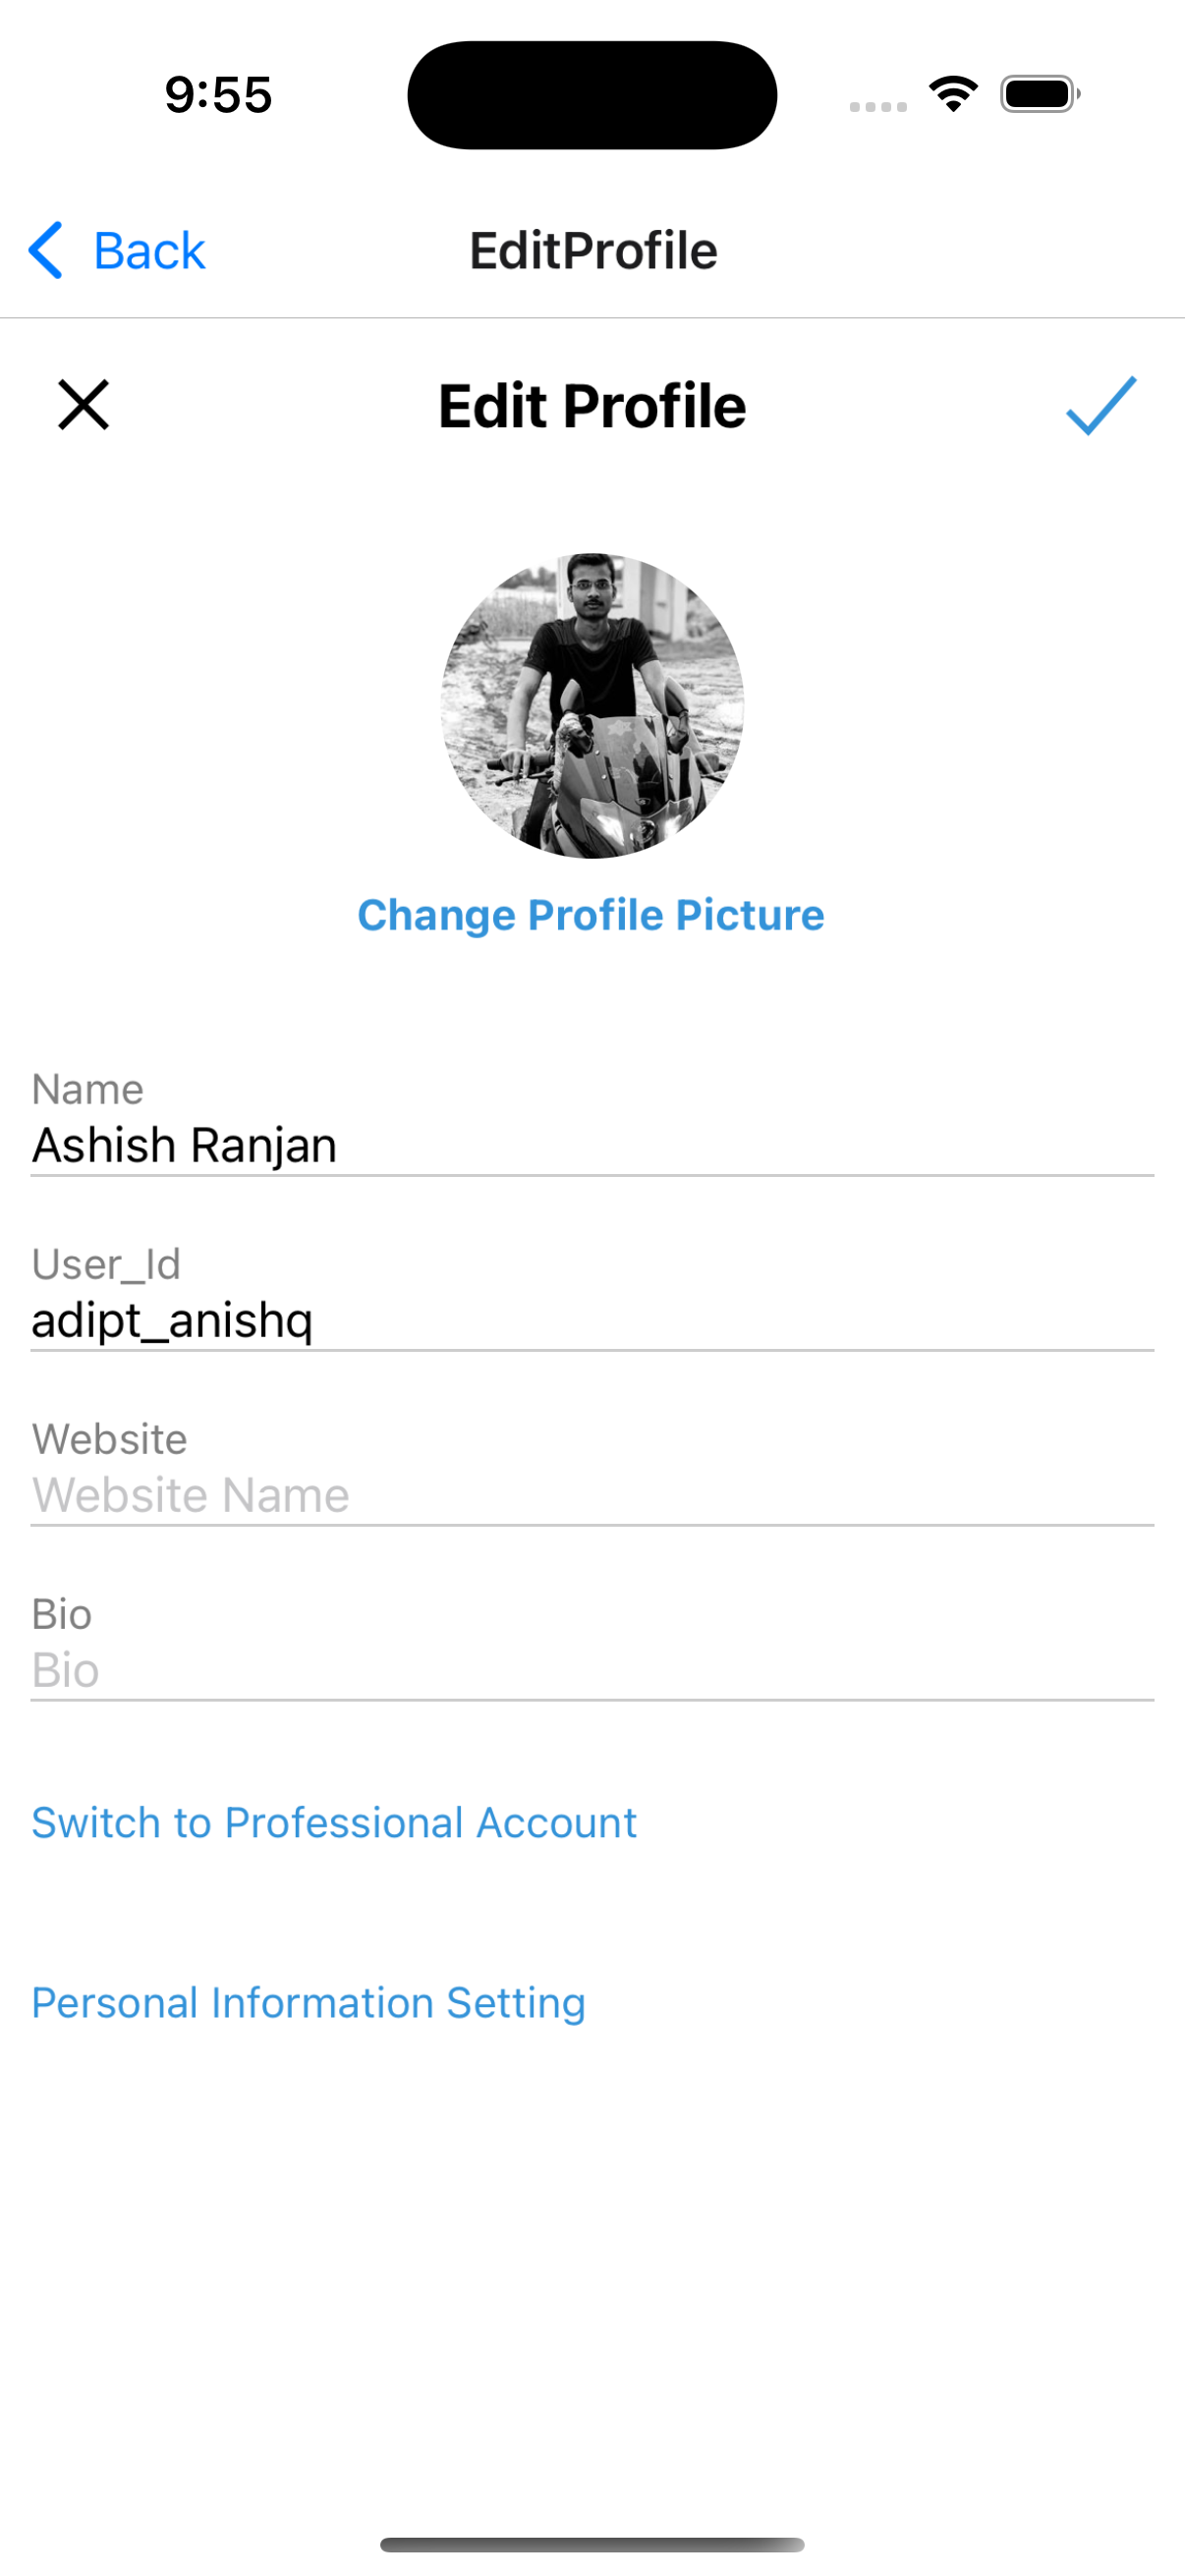 9:55
Back
EditProfile
Edit Profile
Change Profile Picture
Name
Ashish Ranjan
User_Id
adipt_anishq
Website
Website Name
Bio
Bio
Switch to Professional Account
Personal Information Setting